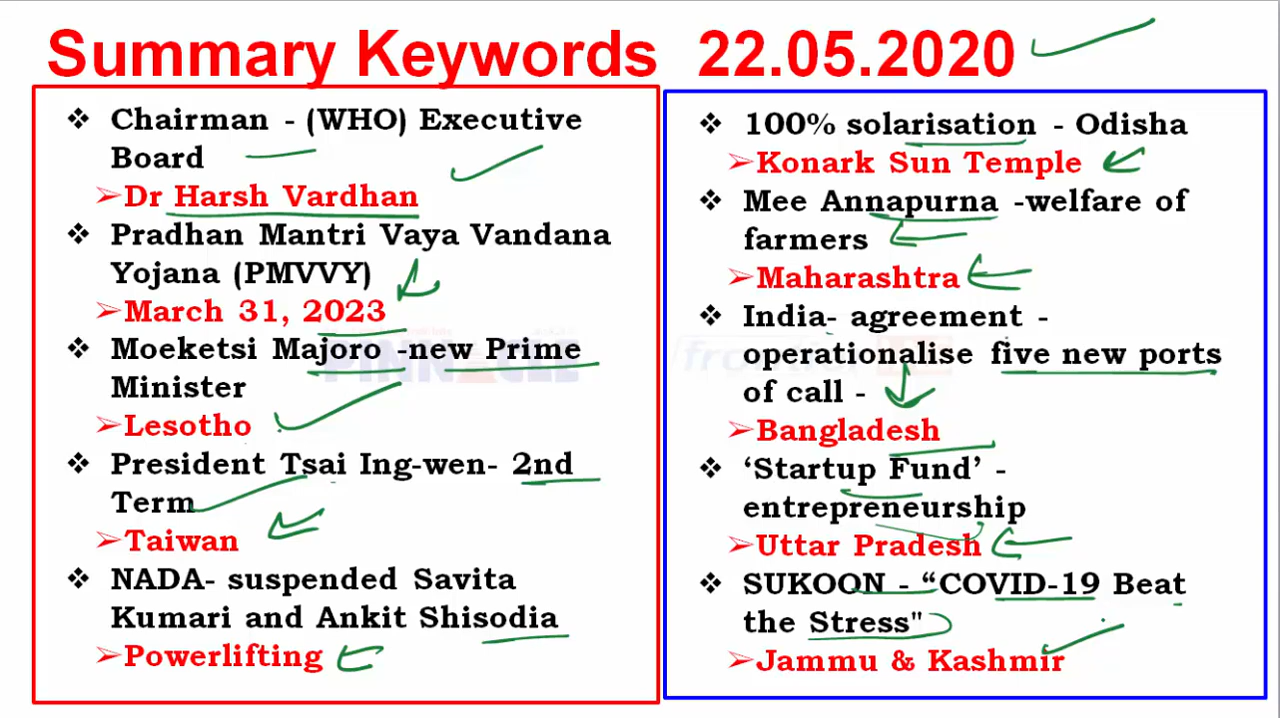 Summary Keywords 22.05.2020
❖ Chairman - (WHO) Executive
Board
➢Dr Harsh Vardhan
❖ Pradhan Mantri Vaya Vandana
Yojana (PMVVY)
➢March 31, 2023
❖ Moeketsi Majoro -new Prime
Minister
➢Lesotho
❖ President Tsai Ing-wen- 2nd
Term
➢Taiwan
❖ NADA- suspended Savita
Kumari and Ankit Shisodia
➢Powerlifting
❖ 100% solarisation - Odisha
➢Konark Sun Temple
❖ Mee Annapurna -welfare of
farmers
➢Maharashtra
❖ India- agreement -
operationalise five new ports
of call -
➢Bangladesh
❖ ‘Startup Fund’ -
entrepreneurship
➢Uttar Pradesh
❖ SUKOON - “COVID-19 Beat
the Stress"
➢Jammu & Kashmir
PINNACLE